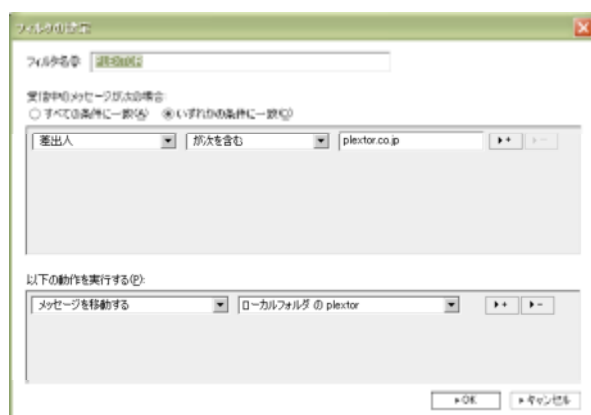 フィルタの設定
フィルタ名(I):
受信中のメッセージが次の場合:
すべての条件に一致(A) いずれかの条件に一致(O)
差出人 が次を含む plextor.co.jp + -
以下の動作を実行する(P):
メッセージを移動する ローカルフォルダ の plextor + -
OK キャンセル